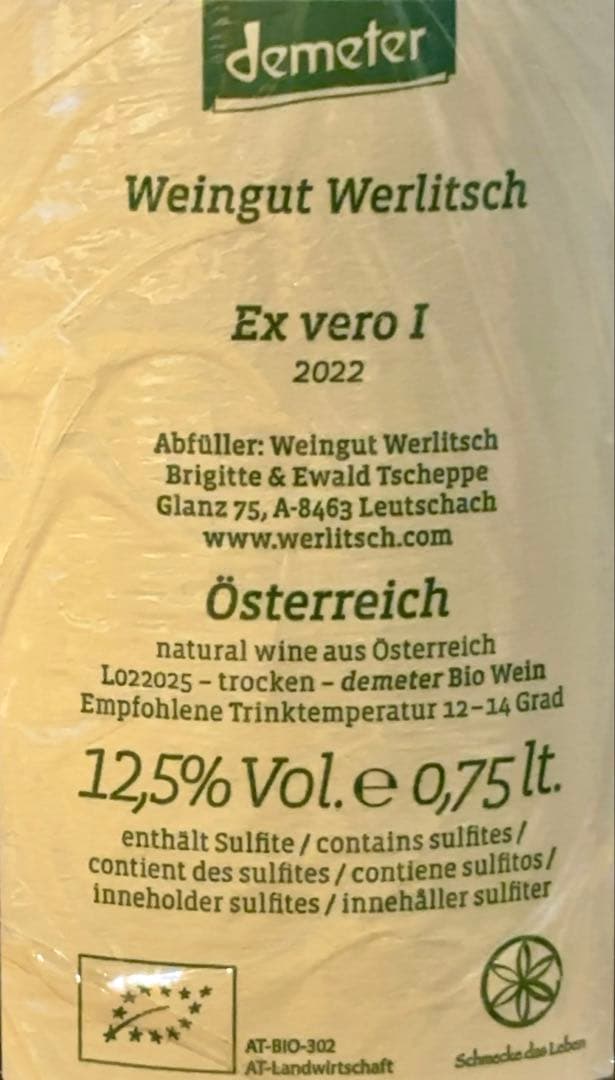 demeter
Weingut Werlitsch
Ex vero I
2022
Abfüller: Weingut Werlitsch
Brigitte & Ewald Tscheppe
Glanz 75, A-8463 Leutschach
www.werlitsch.com
Österreich
natural wine aus Österreich
L022025 – trocken – demeter Bio Wein
Empfohlene Trinktemperatur 12–14 Grad
12,5% Vol. e 0,75 lt.
enthält Sulfite / contains sulfites /
contient des sulfites / contiene sulfitos /
inneholder sulfites / innehåller sulfiter
AT-BIO-302
AT-Landwirtschaft
Schmecke das Leben